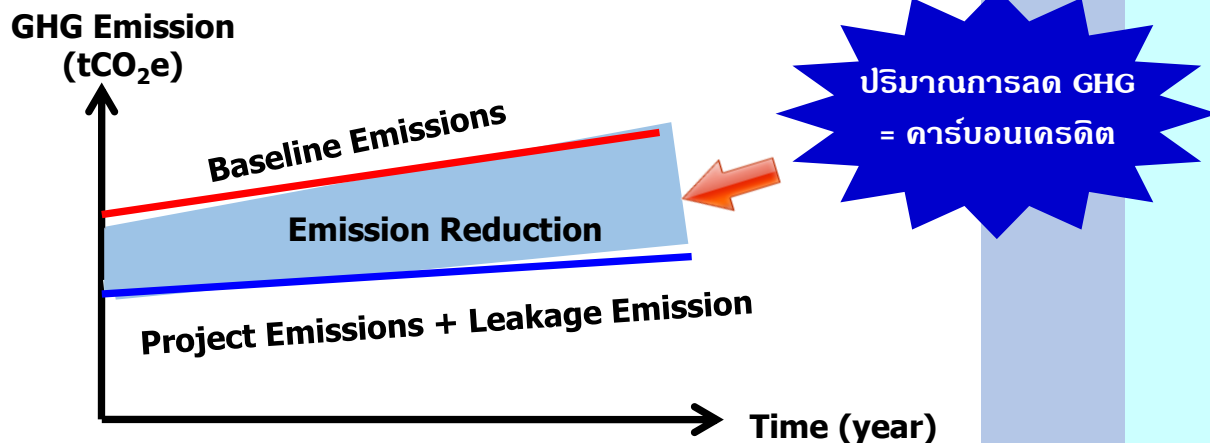 GHG Emission
(tCO₂e)
ปริมาณการลด GHG
= คาร์บอนเครดิต
Baseline Emissions
Emission Reduction
Project Emissions + Leakage Emission
Time (year)